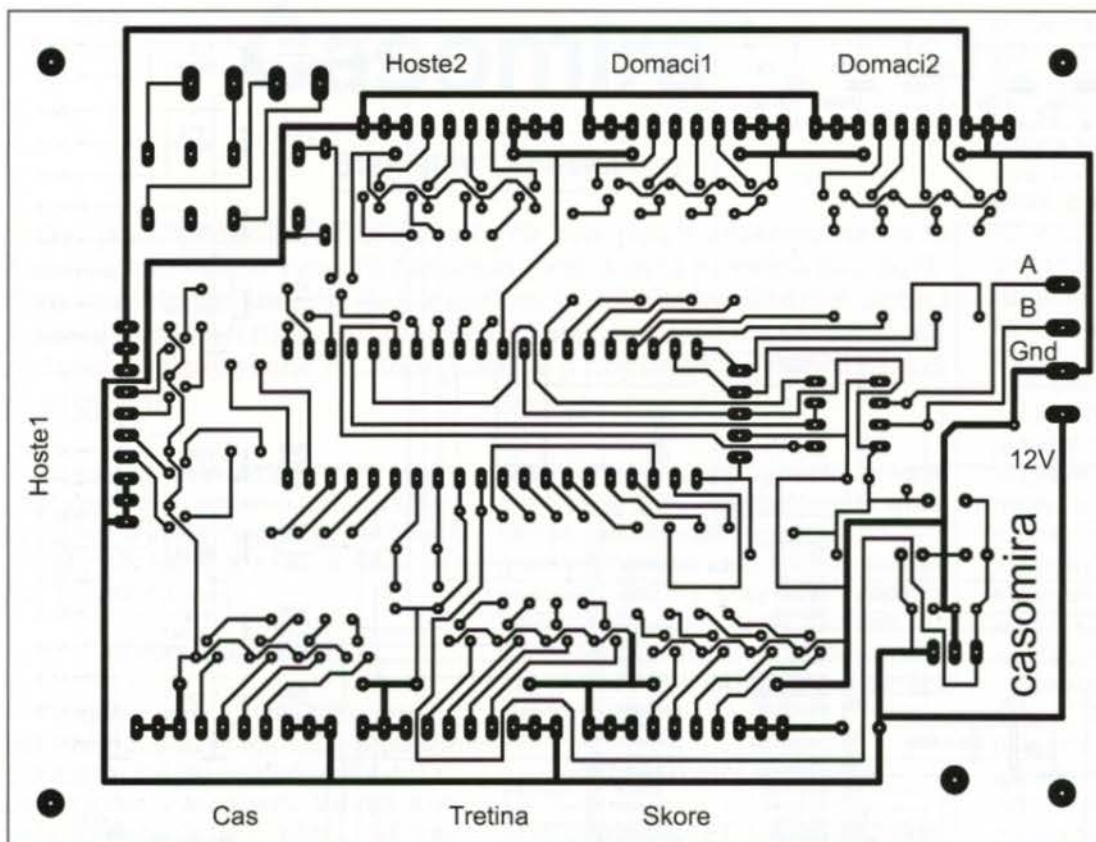 Hoste2
Domaci1
Domaci2
A
B
Gnd
12V
Hoste1
casomira
Cas
Tretina
Skore